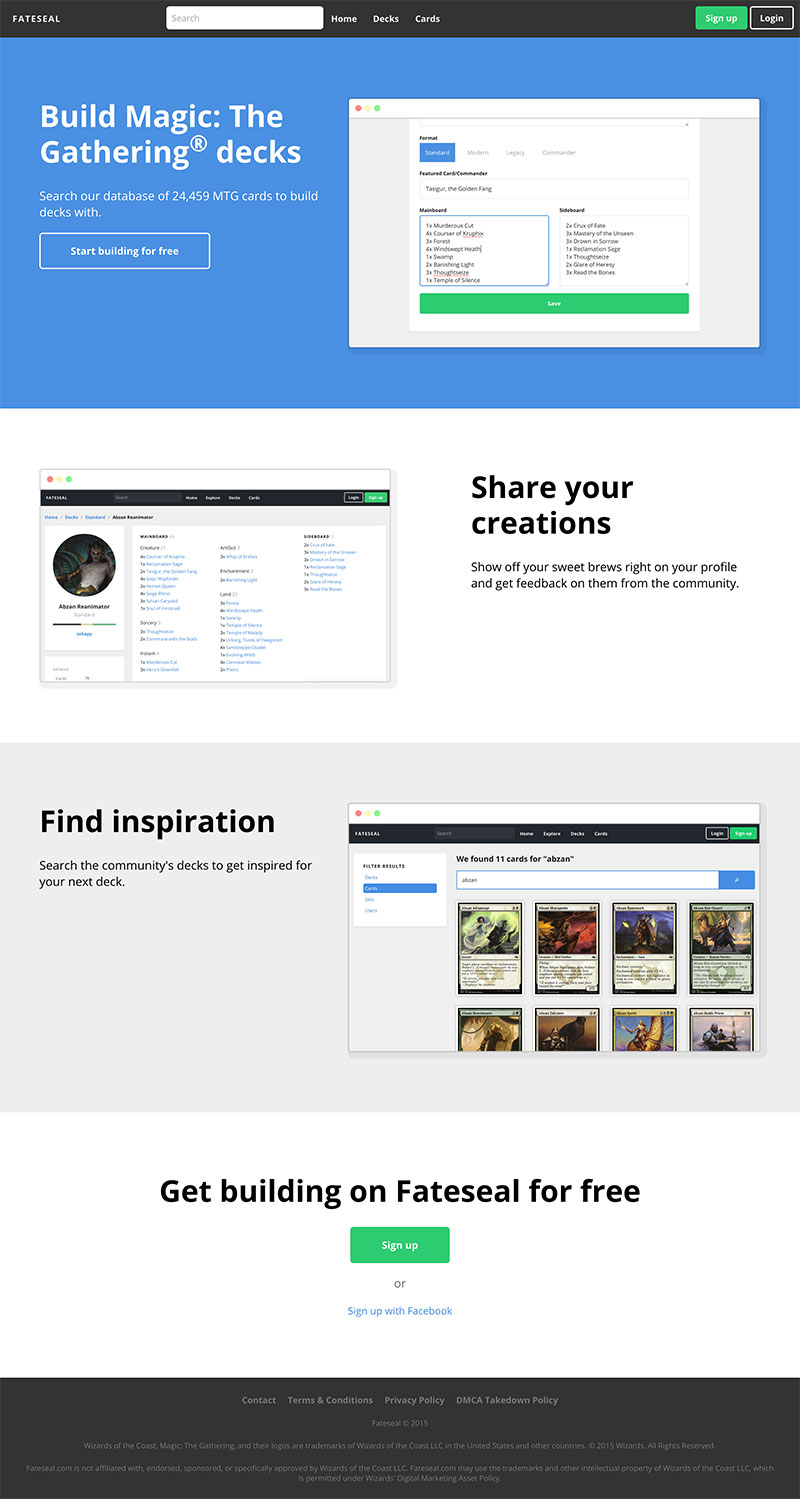 FATESEAL
Search
Home
Decks
Cards
Sign up
Login
Build Magic: The
Gathering® decks
Search our database of 24,459 MTG cards to build
decks with.
Start building for free
Format
Standard
Modern
Legacy
Commander
Featured Card/Commander
Tasigur, the Golden Fang
Mainboard
1x Murderous Cut
4x Courser of Kruphix
3x Forest
4x Windswept Heath
1x Swamp
2x Banishing Light
3x Thoughtseize
1x Temple of Silence
Sideboard
2x Crux of Fate
3x Mastery of the Unseen
3x Drown in Sorrow
1x Reclamation Sage
1x Thoughtseize
2x Glare of Heresy
3x Read the Bones
Save
FATESEAL
Search
Home
Explore
Decks
Cards
Login
Sign up
Home / Decks / Standard / Abzan Reanimator
Abzan Reanimator
Standard
DETAILS
Cards 75
MAINBOARD 60
Creature 21
4x Courser of Kruphix
1x Reclamation Sage
2x Tasigur, the Golden Fang
4x Satyr Wayfinder
2x Hornet Queen
4x Siege Rhino
3x Sylvan Caryatid
1x Soul of Innistrad
Sorcery 5
3x Thoughtseize
2x Commune with the Gods
Instant 4
1x Murderous Cut
3x Hero's Downfall
Artifact 3
3x Whip of Erebos
Enchantment 2
2x Banishing Light
Land 25
3x Forest
4x Windswept Heath
1x Swamp
1x Temple of Silence
3x Temple of Malady
2x Urborg, Tomb of Yawgmoth
4x Sandsteppe Citadel
1x Evolving Wilds
4x Llanowar Wastes
2x Plains
SIDEBOARD
2x Crux of Fate
3x Mastery of the Unseen
3x Drown in Sorrow
1x Reclamation Sage
1x Thoughtseize
2x Glare of Heresy
3x Read the Bones
Share your
creations
Show off your sweet brews right on your profile
and get feedback on them from the community.
Find inspiration
Search the community's decks to get inspired for
your next deck.
FATESEAL
Search
Home
Explore
Decks
Cards
Login
Sign up
FILTER RESULTS
Decks
Cards
Sets
Users
We found 11 cards for "abzan"
abzan
Abzan Advantage
Abzan Skycaptain
Abzan Runemark
Abzan Kin-Guard
Abzan Beastmaster
Abzan Falconer
Abzan Guide
Abzan Battle Priest
Get building on Fateseal for free
Sign up
or
Sign up with Facebook
Contact
Terms & Conditions
Privacy Policy
DMCA Takedown Policy
Fateseal © 2015
Wizards of the Coast, Magic: The Gathering, and their logos are trademarks of Wizards of the Coast LLC in the United States and other countries. © 2015 Wizards. All Rights Reserved.
Fateseal.com is not affiliated with, endorsed, sponsored, or specifically approved by Wizards of the Coast LLC. Fateseal.com may use the trademarks and other intellectual property of Wizards of the Coast LLC, which
is permitted under Wizards' Digital Marketing Asset Policy.